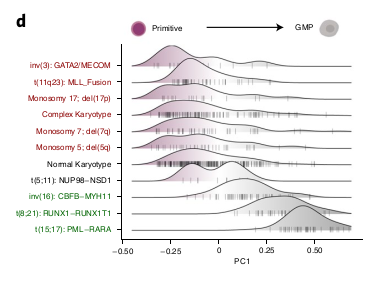 d
Primitive
GMP
inv(3): GATA2/MECOM
t(11q23): MLL_Fusion
Monosomy 17; del(17p)
Complex Karyotype
Monosomy 7; del(7q)
Monosomy 5; del(5q)
Normal Karyotype
t(5;11): NUP98−NSD1
inv(16): CBFB−MYH11
t(8;21): RUNX1−RUNX1T1
t(15;17): PML−RARA
−0.50 −0.25 0 0.25 0.50
PC1